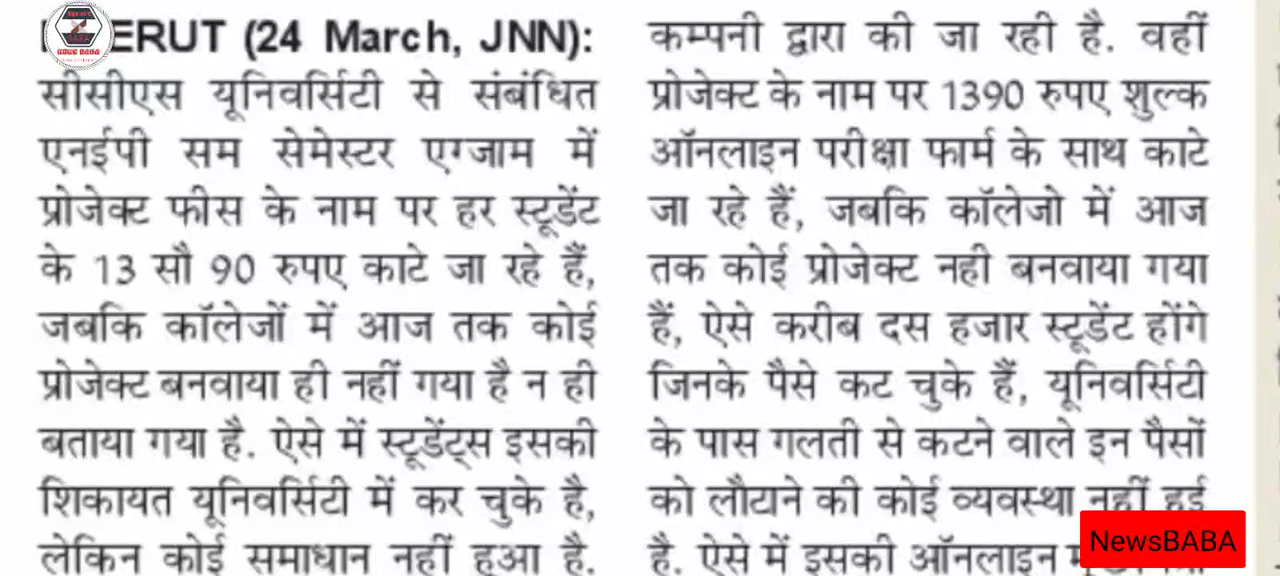 ERUT (24 March, JNN):
सीसीएस यूनिवर्सिटी से संबंधित
एनईपी सम सेमेस्टर एग्जाम में
प्रोजेक्ट फीस के नाम पर हर स्टूडेंट
के 13 सौ 90 रुपए काटे जा रहे हैं,
जबकि कॉलेजों में आज तक कोई
प्रोजेक्ट बनवाया ही नहीं गया है न ही
बताया गया है. ऐसे में स्टूडेंट्स इसकी
शिकायत यूनिवर्सिटी में कर चुके है,
लेकिन कोई समाधान नहीं हुआ है.
कम्पनी द्वारा की जा रही है. वहीं
प्रोजेक्ट के नाम पर 1390 रुपए शुल्क
ऑनलाइन परीक्षा फार्म के साथ काटे
जा रहे हैं, जबकि कॉलेजो में आज
तक कोई प्रोजेक्ट नही बनवाया गया
हैं, ऐसे करीब दस हजार स्टूडेंट होंगे
जिनके पैसे कट चुके हैं, यूनिवर्सिटी
के पास गलती से कटने वाले इन पैसों
को लौटाने की कोई व्यवस्था नहीं हुई
है. ऐसे में इसकी ऑनलाइन
NewsBABA